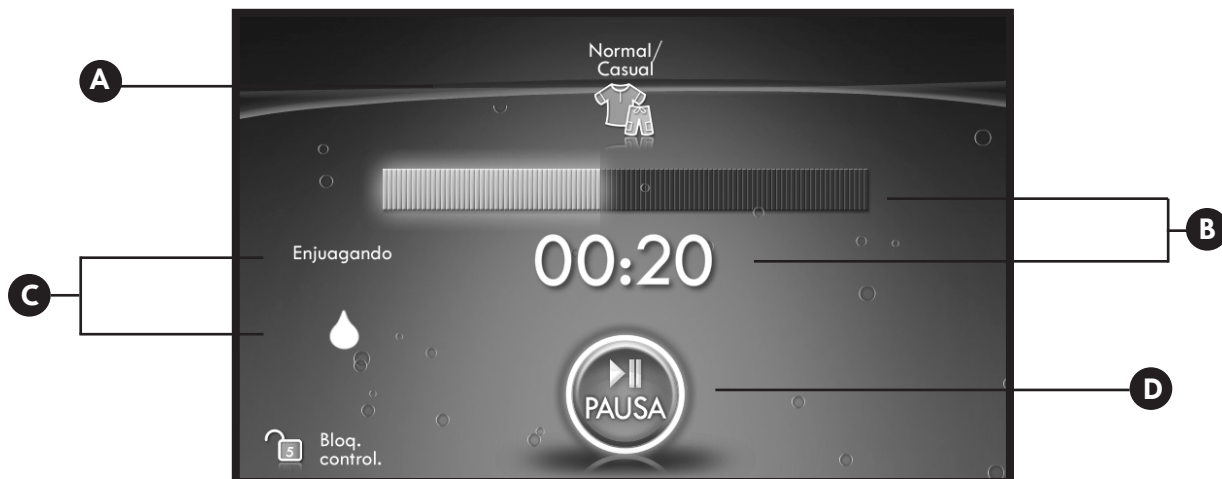 Normal/
Casual
A
B
Enjuagando
00:20
C
PAUSA
D
5
Bloq.
control.